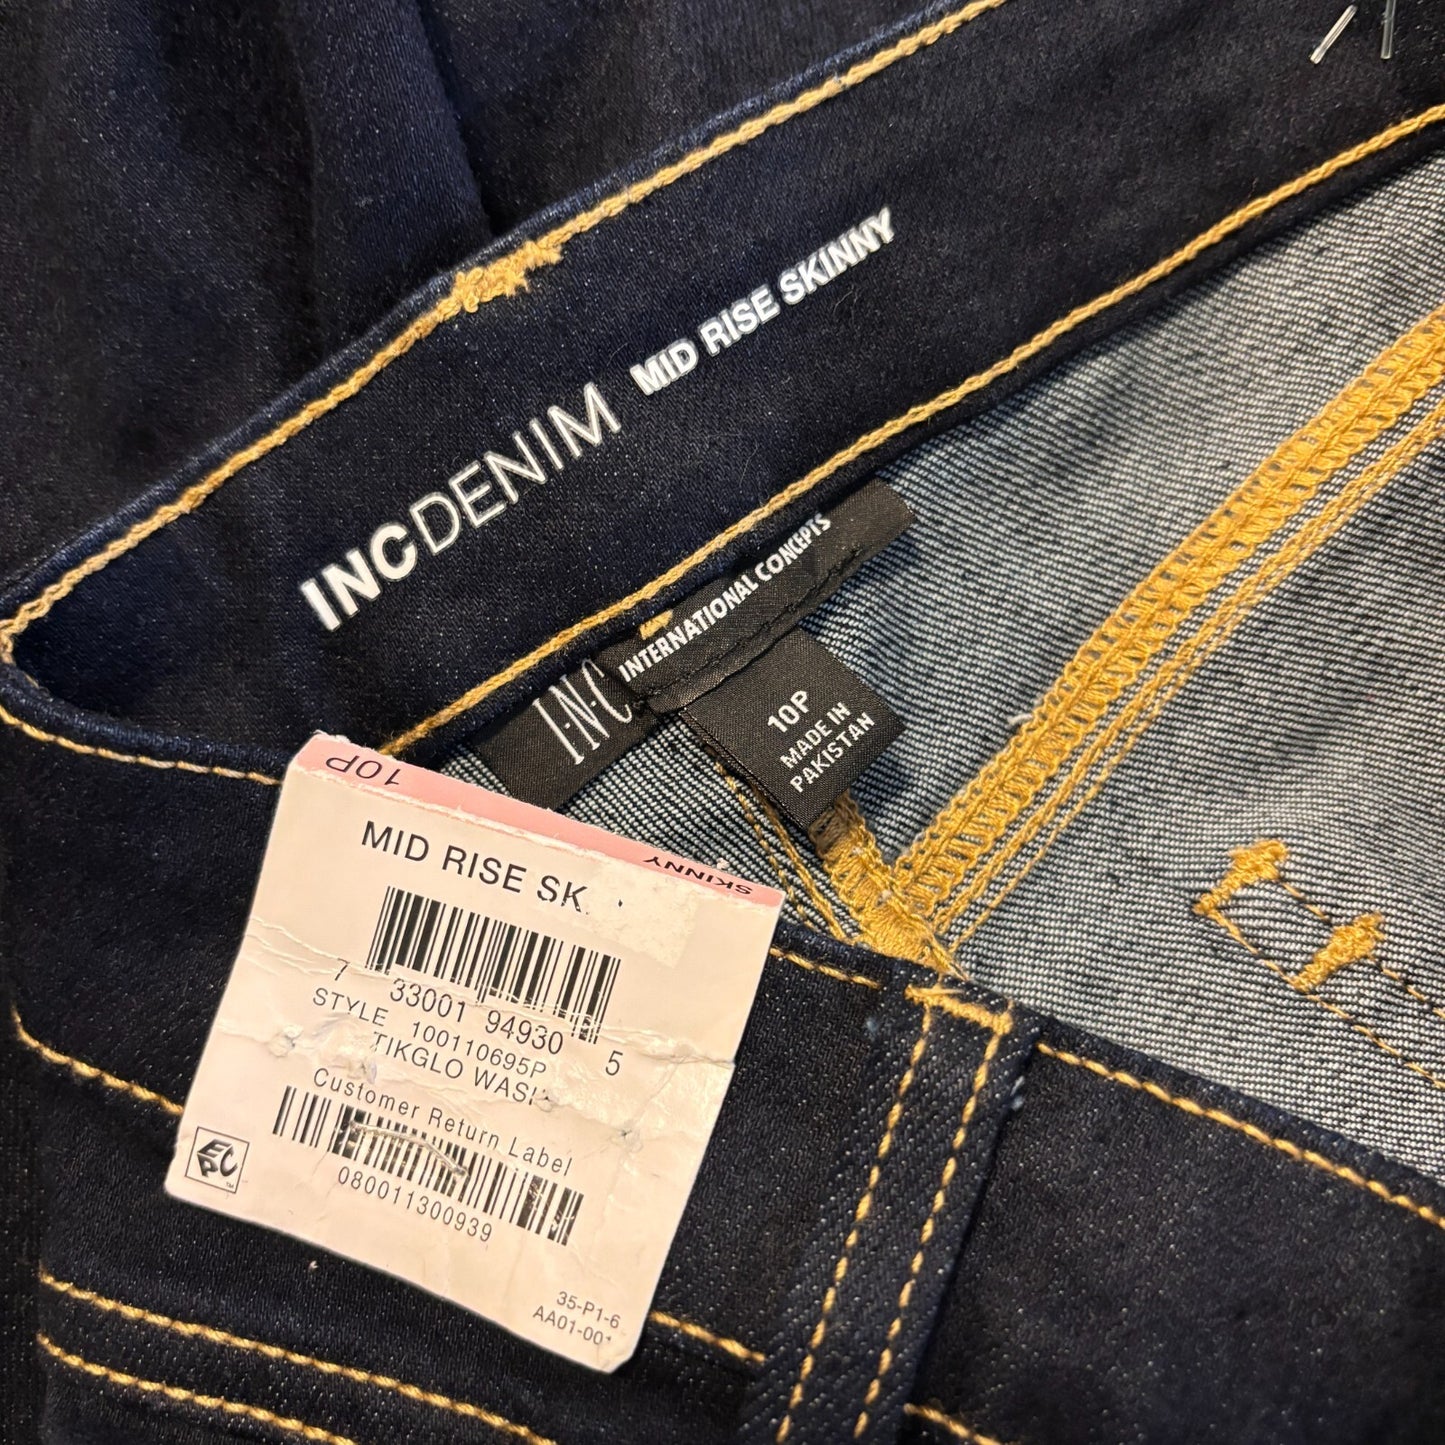 INCDENIM MID RISE SKINNY
I·N·C
INTERNATIONAL CONCEPTS
10P
MADE IN
PAKISTAN
10P
SKINNY
MID RISE SK
7 33001 94930 5
STYLE 100110695P
TIKGLO
Customer Return Label
080011300939
EPC
35-P1-6
AA01-001